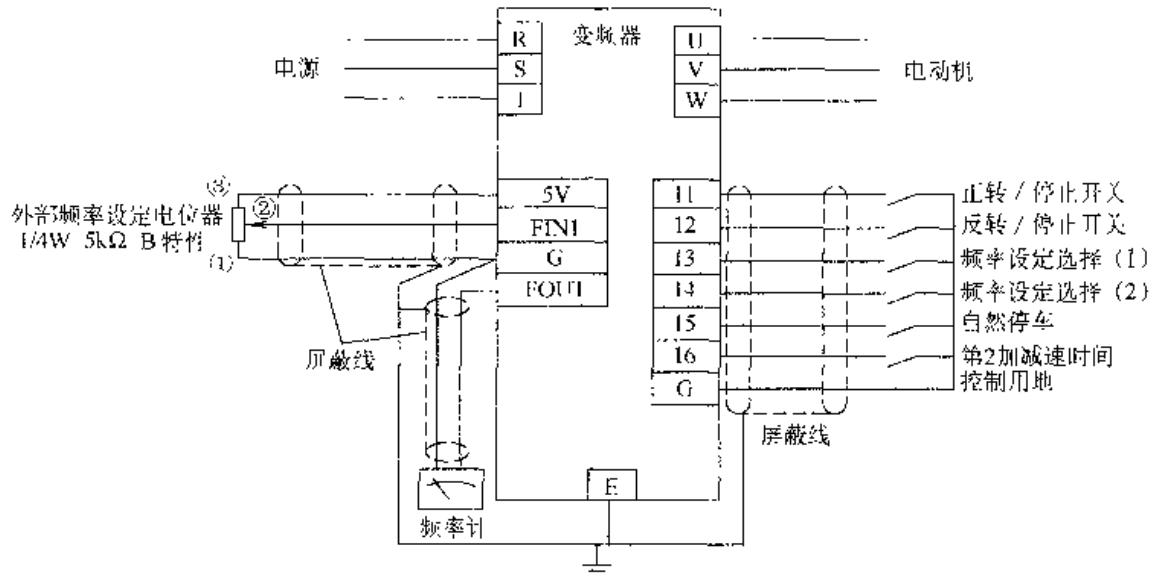 变频器
R
S
U
V
W
电源
电动机
外部频率设定电位器
1/4W 5kΩ B特性
③
②
(1)
5V
FIN1
G
FOU1
11
12
13
14
15
16
G
正转/停止开关
反转/停止开关
频率设定选择(1)
频率设定选择(2)
自然停车
第2加减速时间
控制用地
屏蔽线
屏蔽线
频率计
E